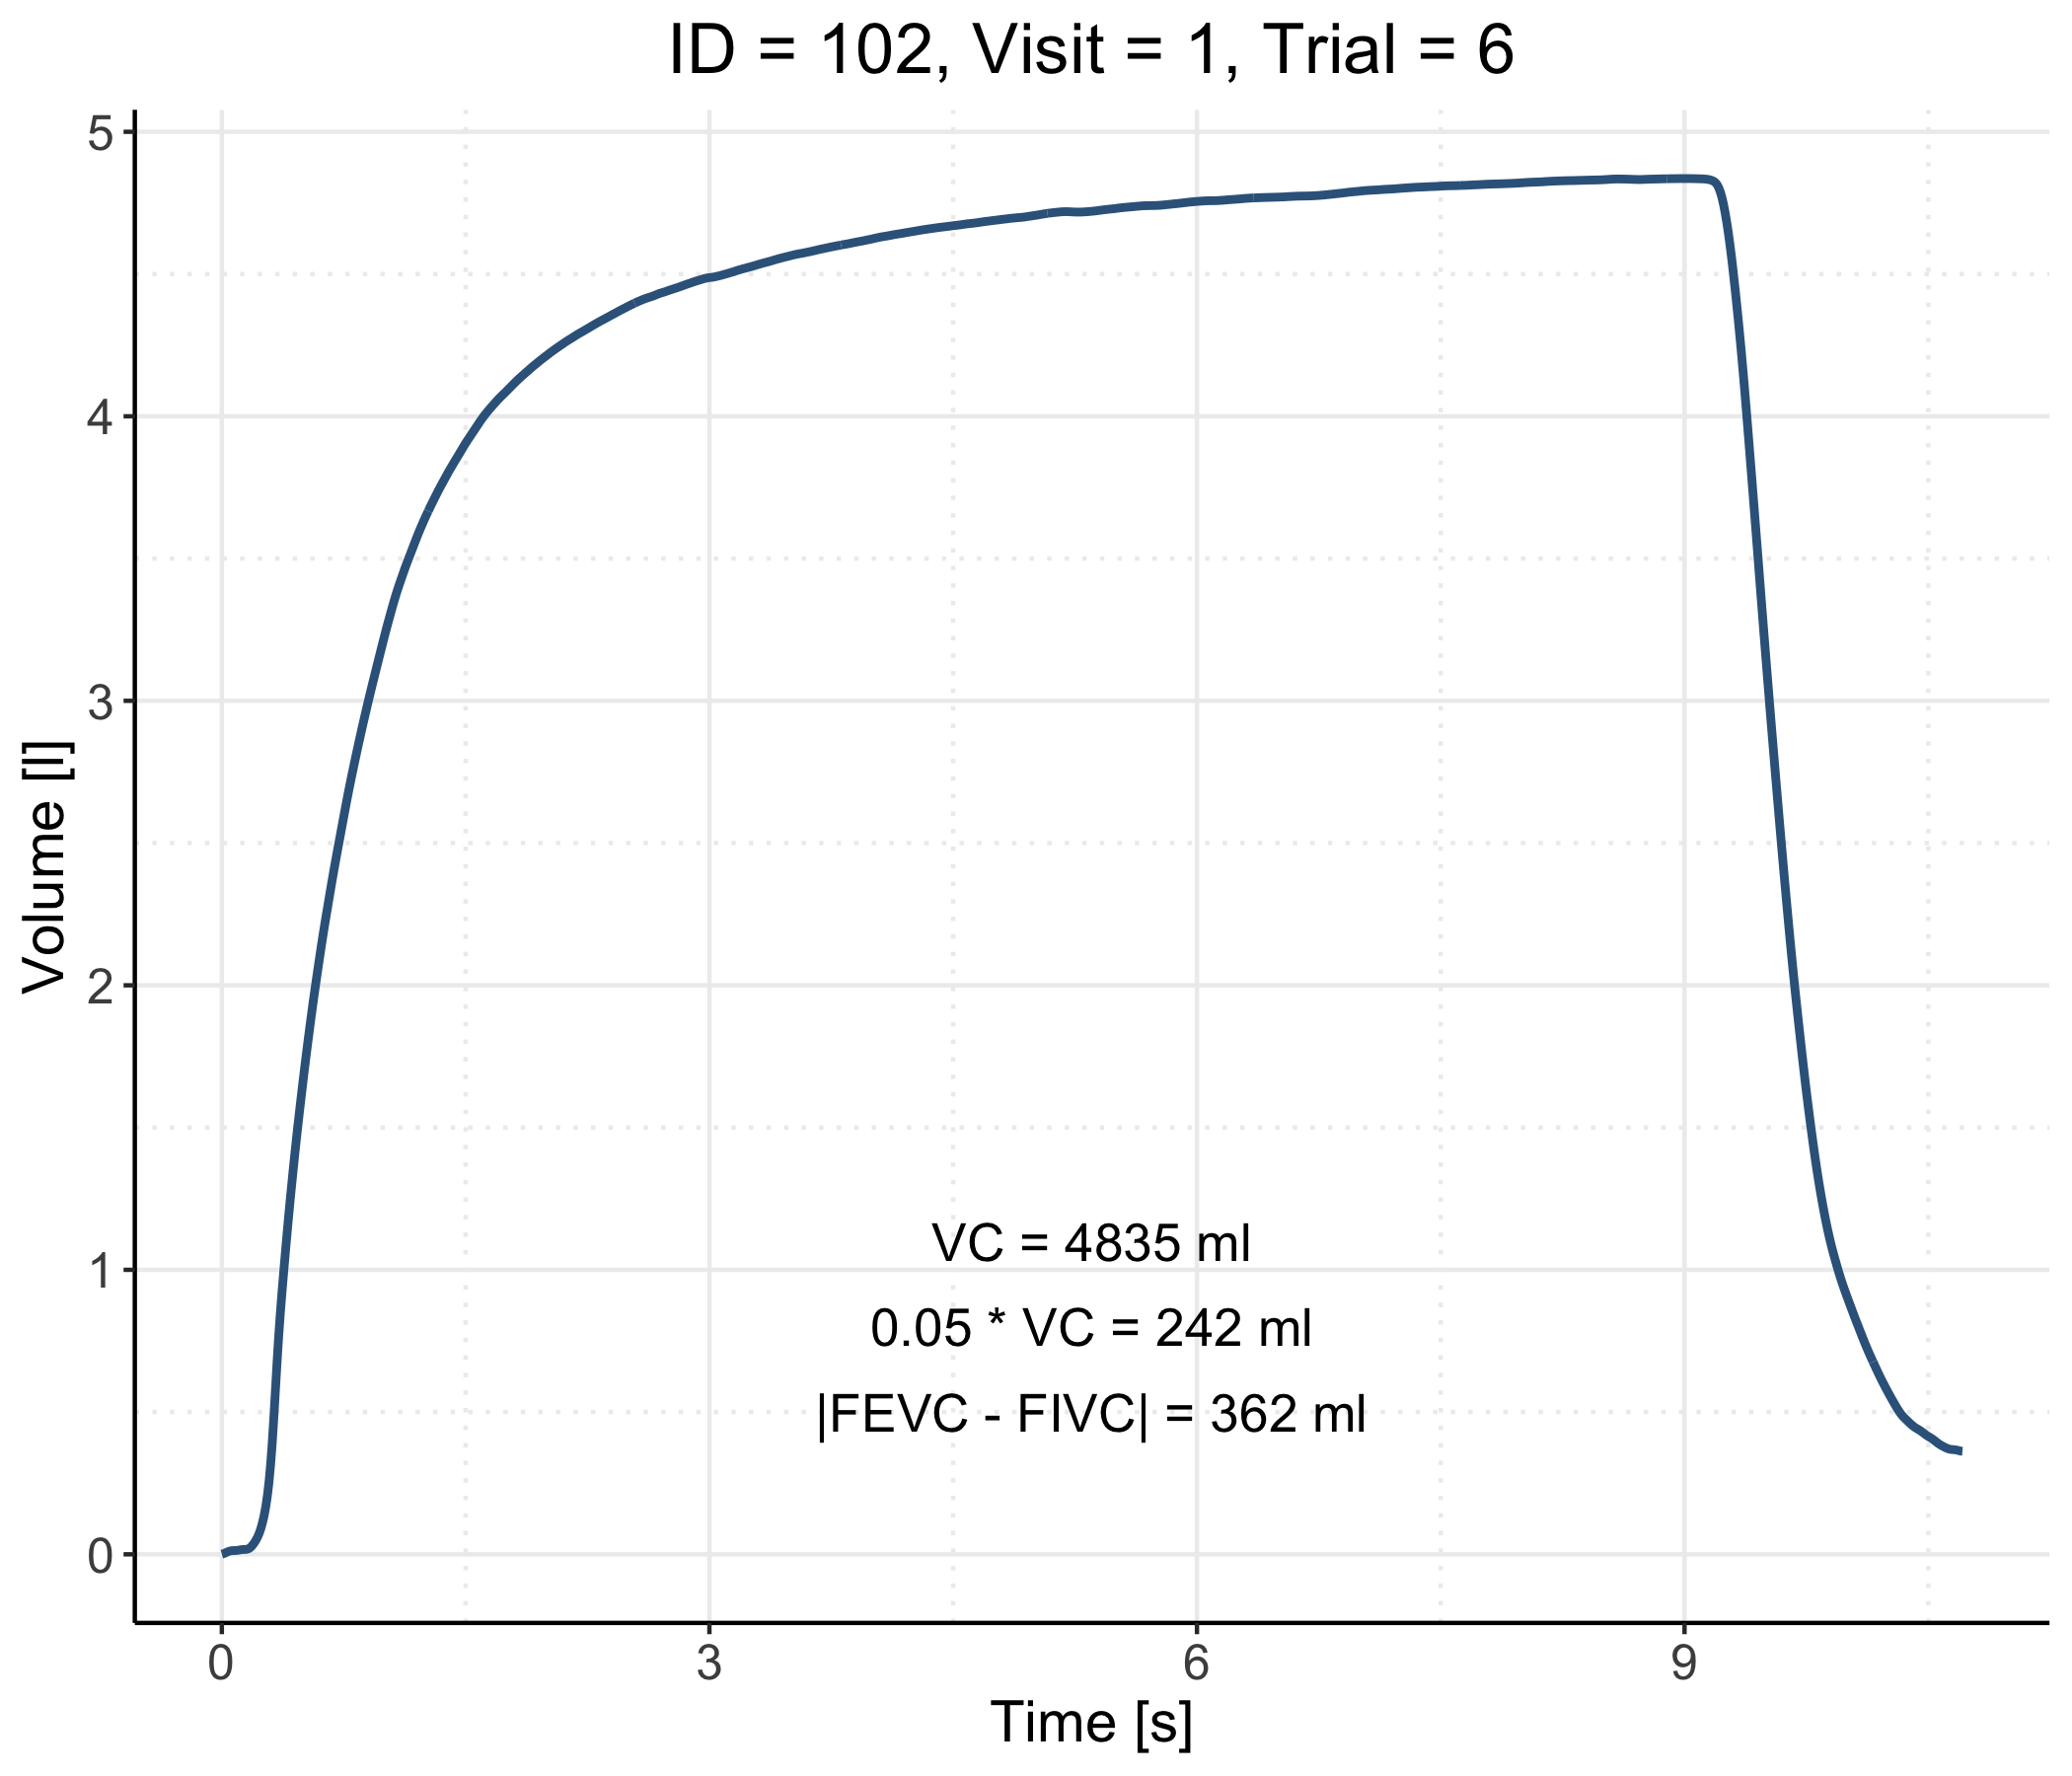 ID = 102, Visit = 1, Trial = 6
5
4
3
2
1
0
Volume [l]
VC = 4835 ml
0.05 * VC = 242 ml
|FEVC - FIVC| = 362 ml
0 3 6 9
Time [s]